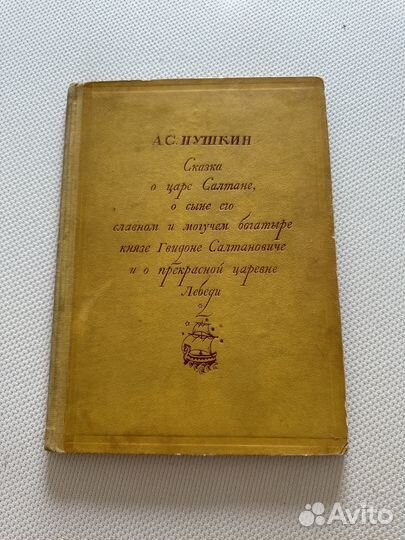 А.С. ПУШКИН
Сказка
о царе Салтане,
о сыне его
славном и могучем богатыре
князе Гвидоне Салтановиче
и о прекрасной царевне
Лебеди
Avito